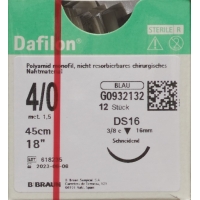 Dafilon®
STERILE R
Polyamid monofil, nicht resorbierbares chirurgisches
Nahtmaterial
BLAU
G0932132
4/0
12 Stück
met. 1,5
DS16
45cm
3/8 c 16mm
18"
Schneidend
B BRAUN